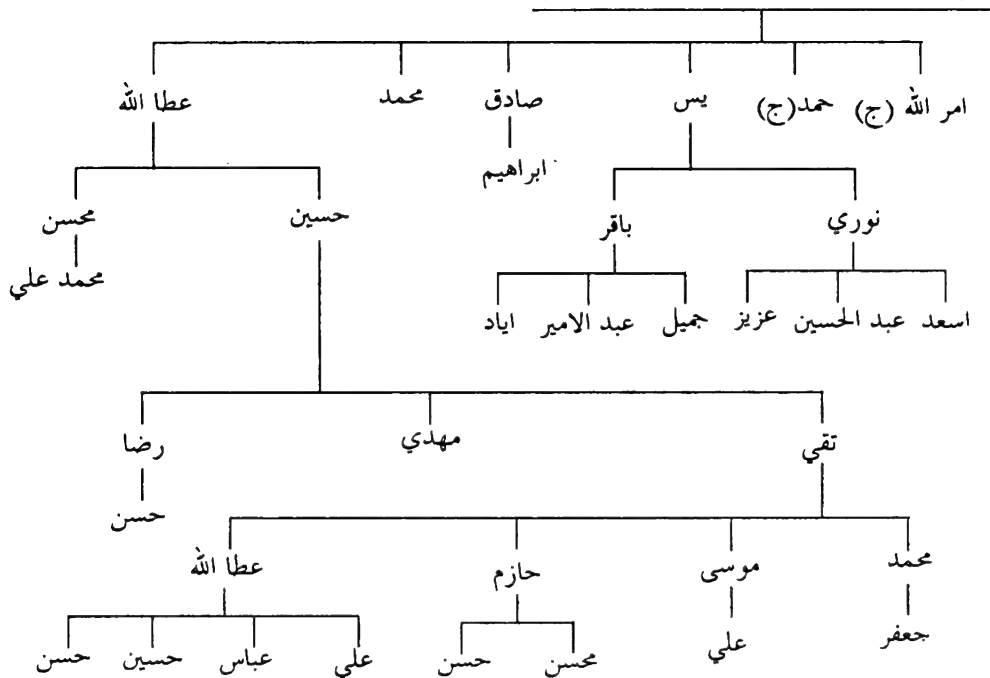 امر الله (ج) حمد (ج) يس صادق محمد عطا الله
ابراهيم
نوري باقر حسين محسن
محمد علي
اسعد عبد الحسين عزيز جميل عبد الامير اياد
تقي مهدي رضا
حسن
محمد موسى حازم عطا الله
جعفر علي محسن حسن علي عباس حسين حسن